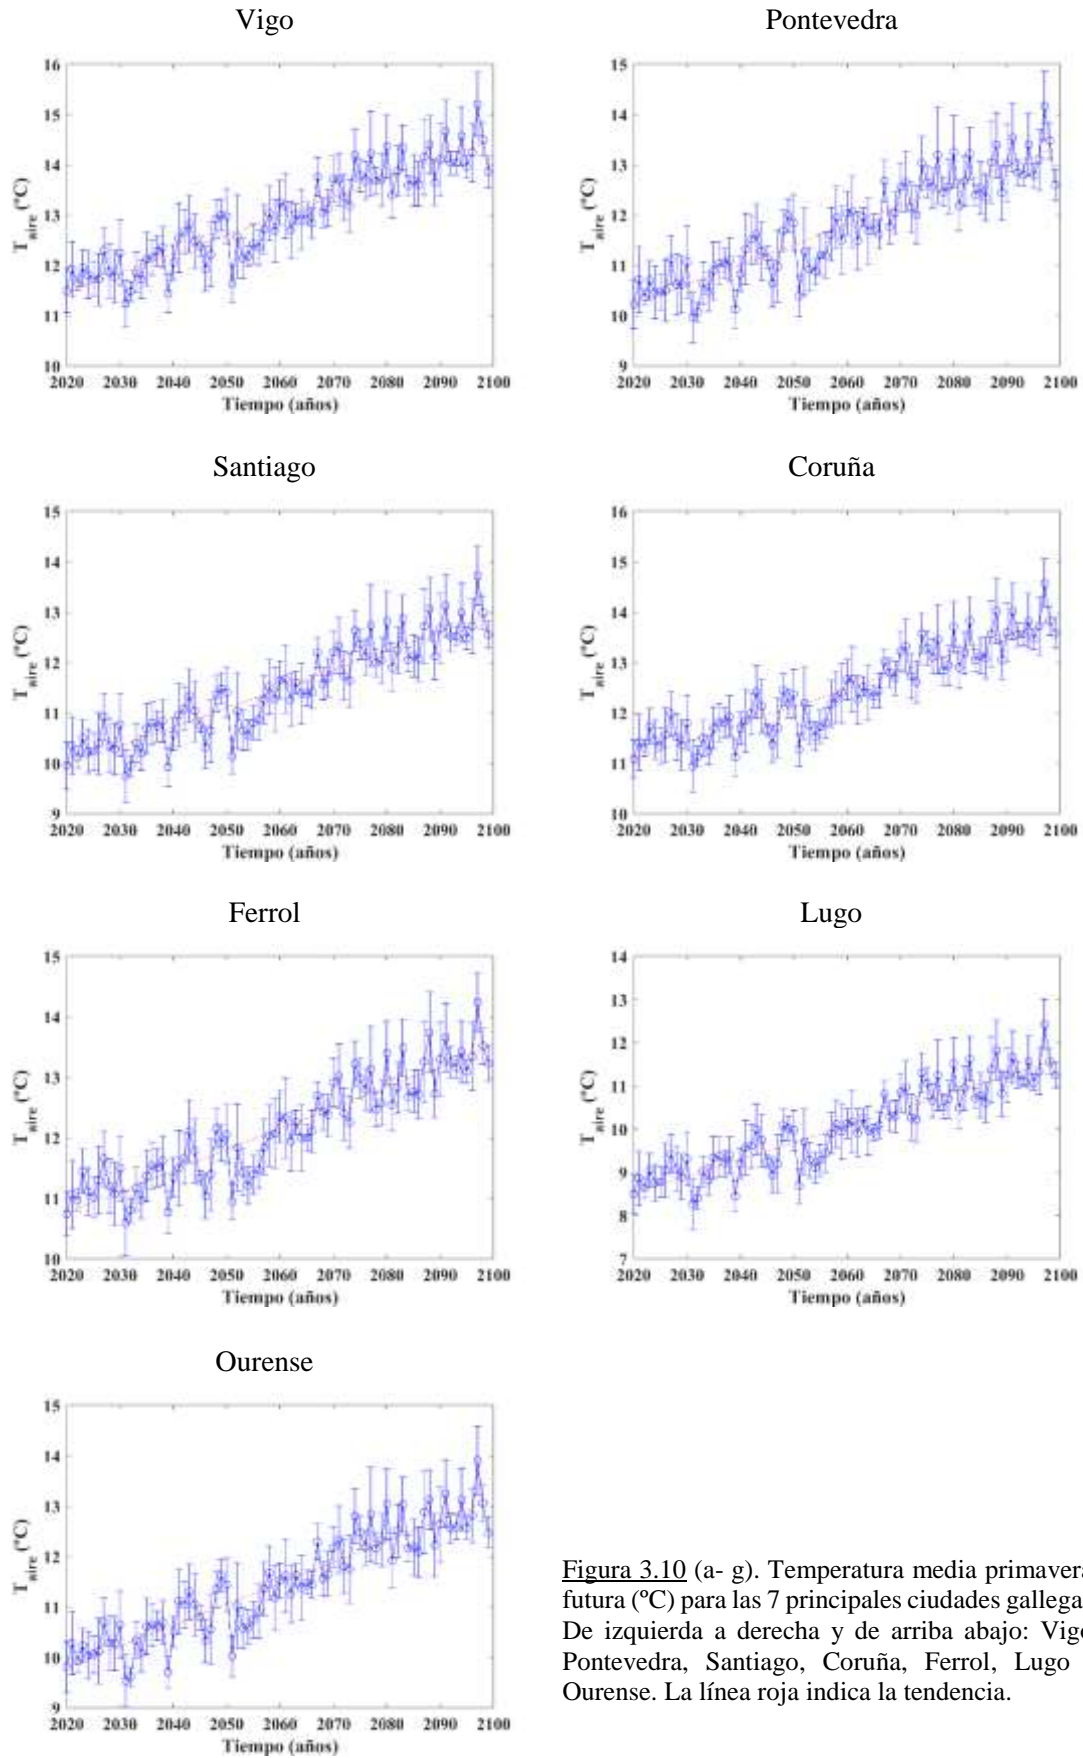 Vigo
Pontevedra
16
15
14
13
12
11
10
T aire (ºC)
2020 2030 2040 2050 2060 2070 2080 2090 2100
Tiempo (años)
15
14
13
12
11
10
9
T aire (ºC)
2020 2030 2040 2050 2060 2070 2080 2090 2100
Tiempo (años)
Santiago
Coruña
15
14
13
12
11
10
9
T aire (ºC)
2020 2030 2040 2050 2060 2070 2080 2090 2100
Tiempo (años)
16
15
14
13
12
11
10
T aire (ºC)
2020 2030 2040 2050 2060 2070 2080 2090 2100
Tiempo (años)
Ferrol
Lugo
15
14
13
12
11
10
T aire (ºC)
2020 2030 2040 2050 2060 2070 2080 2090 2100
Tiempo (años)
14
13
12
11
10
9
8
7
T aire (ºC)
2020 2030 2040 2050 2060 2070 2080 2090 2100
Tiempo (años)
Ourense
15
14
13
12
11
10
9
T aire (ºC)
2020 2030 2040 2050 2060 2070 2080 2090 2100
Tiempo (años)
Figura 3.10 (a- g). Temperatura media primavera
futura (ºC) para las 7 principales ciudades gallega
De izquierda a derecha y de arriba abajo: Vigo
Pontevedra, Santiago, Coruña, Ferrol, Lugo
Ourense. La línea roja indica la tendencia.